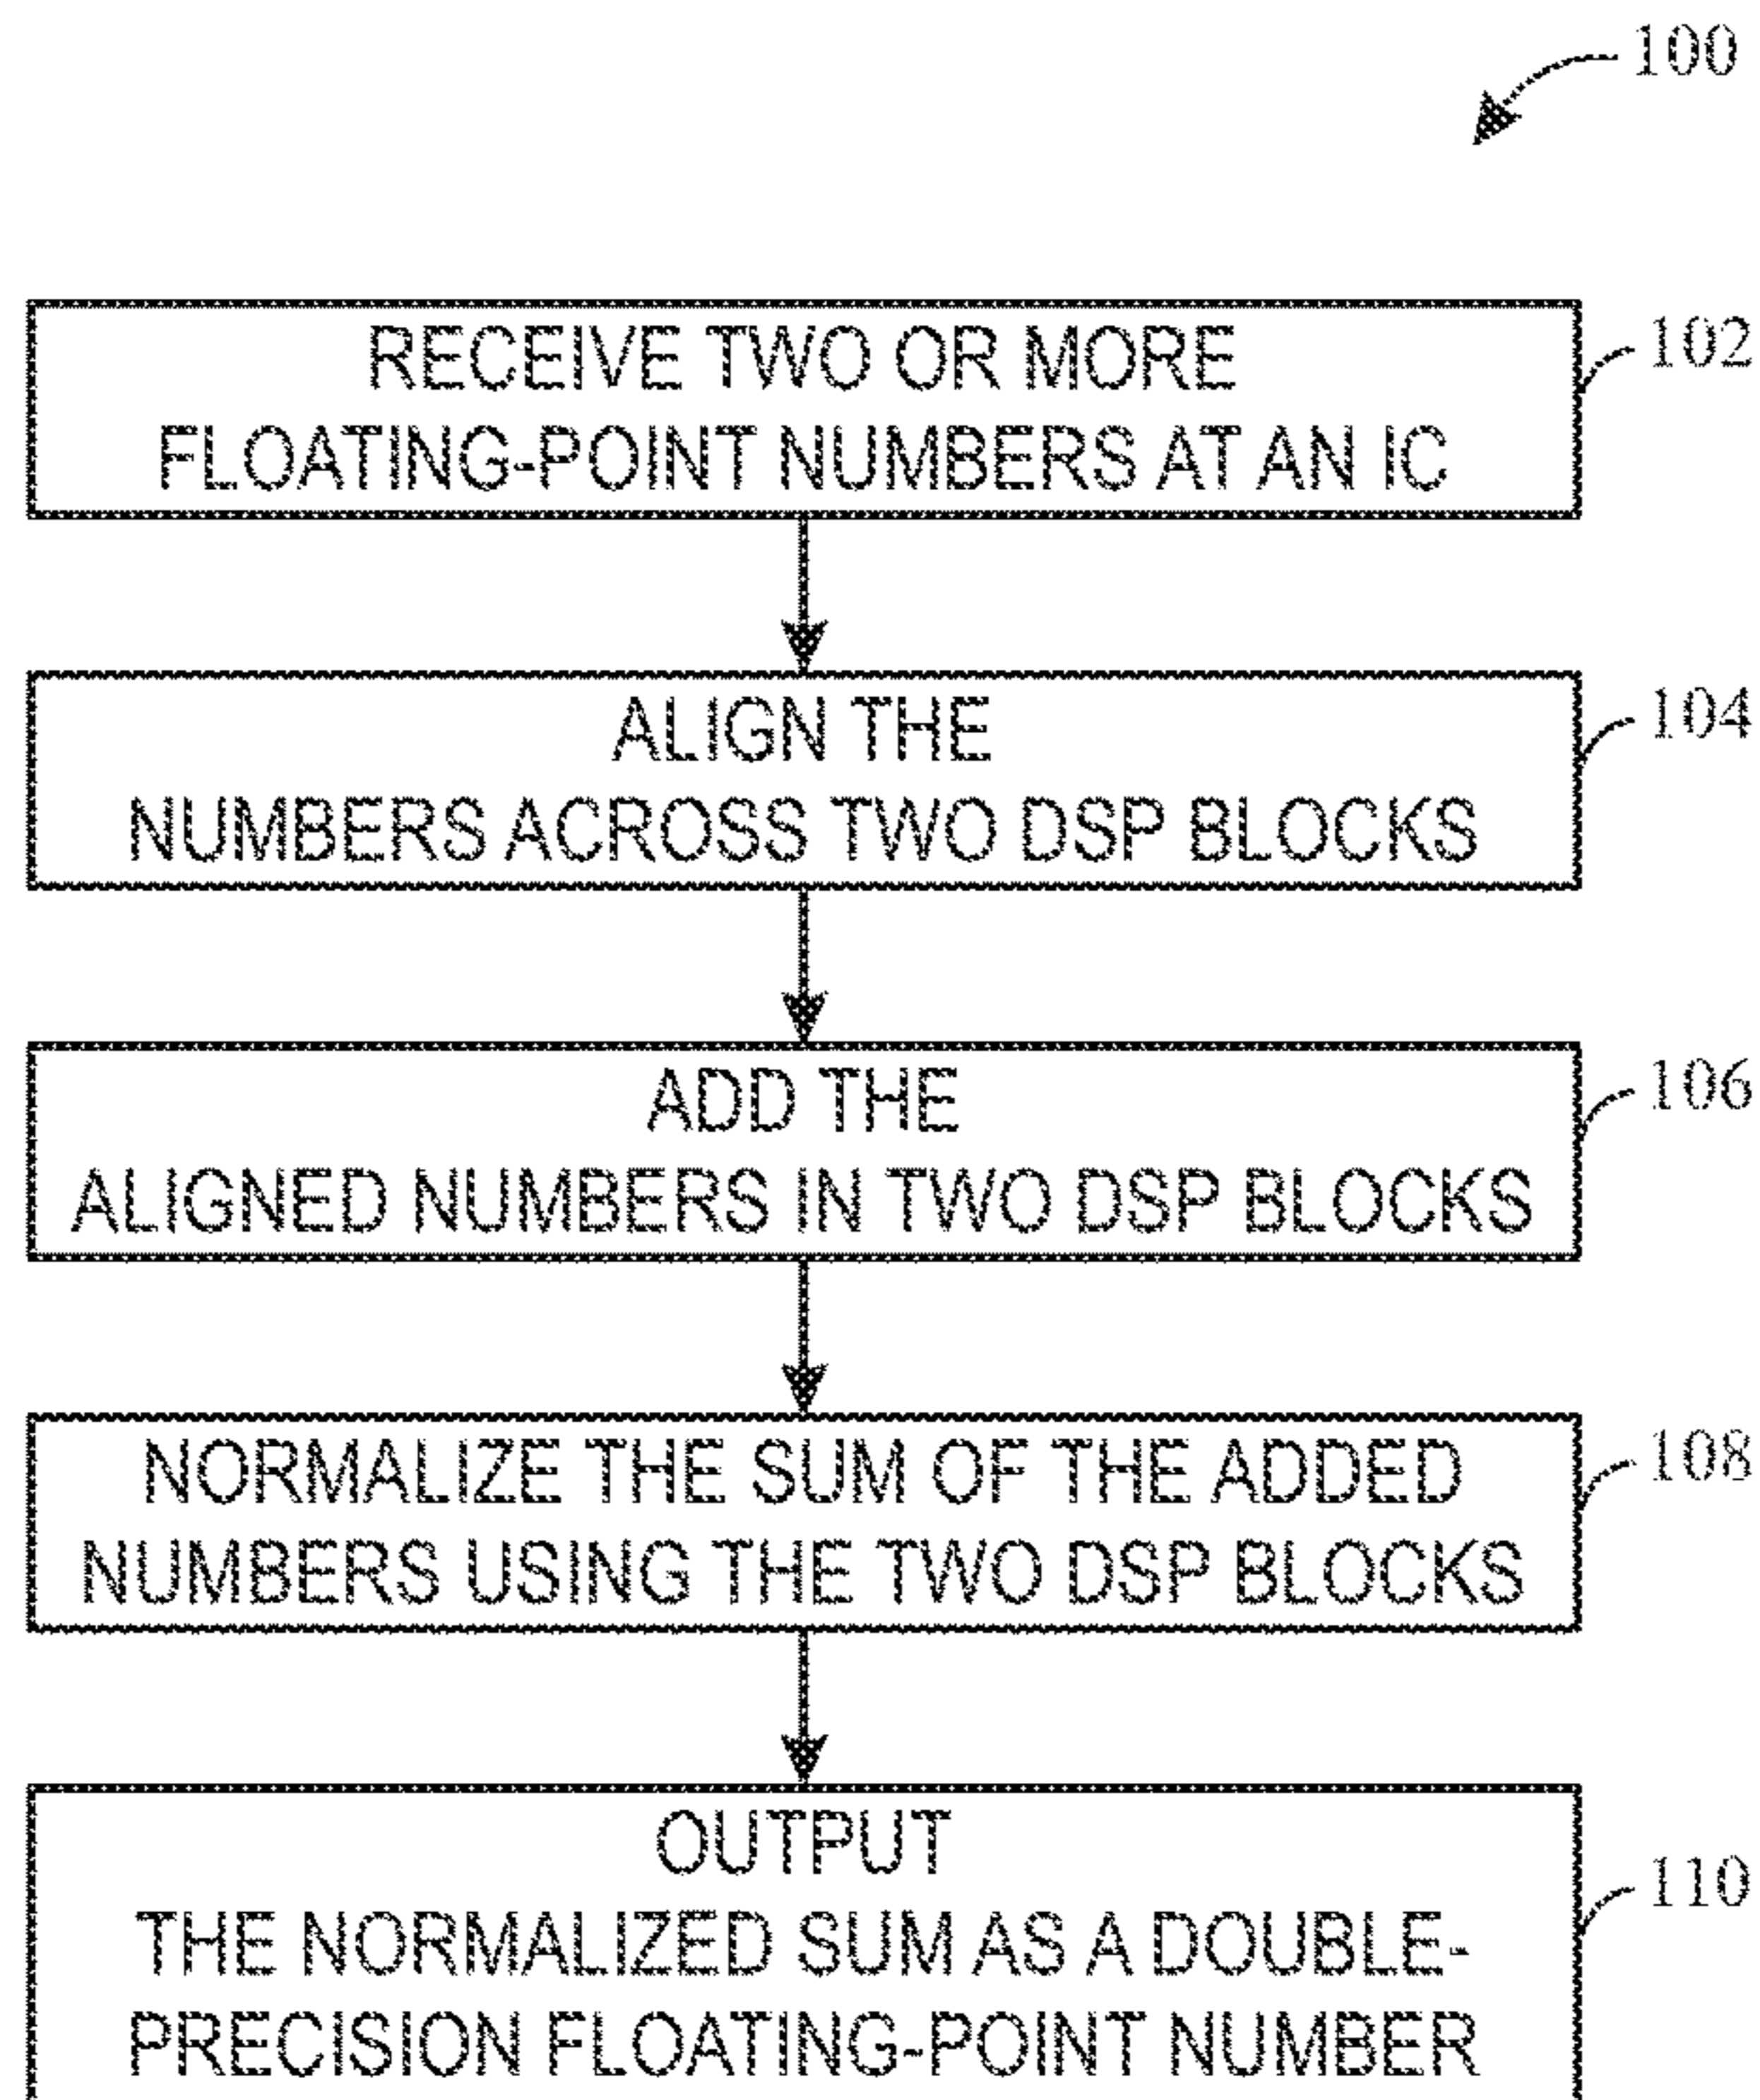 100
RECEIVE TWO OR MORE
FLOATING-POINT NUMBERS AT AN IC
102
ALIGN THE
NUMBERS ACROSS TWO DSP BLOCKS
104
ADD THE
ALIGNED NUMBERS IN TWO DSP BLOCKS
106
NORMALIZE THE SUM OF THE ADDED
NUMBERS USING THE TWO DSP BLOCKS
108
OUTPUT
THE NORMALIZED SUM AS A DOUBLE-
PRECISION FLOATING-POINT NUMBER
110